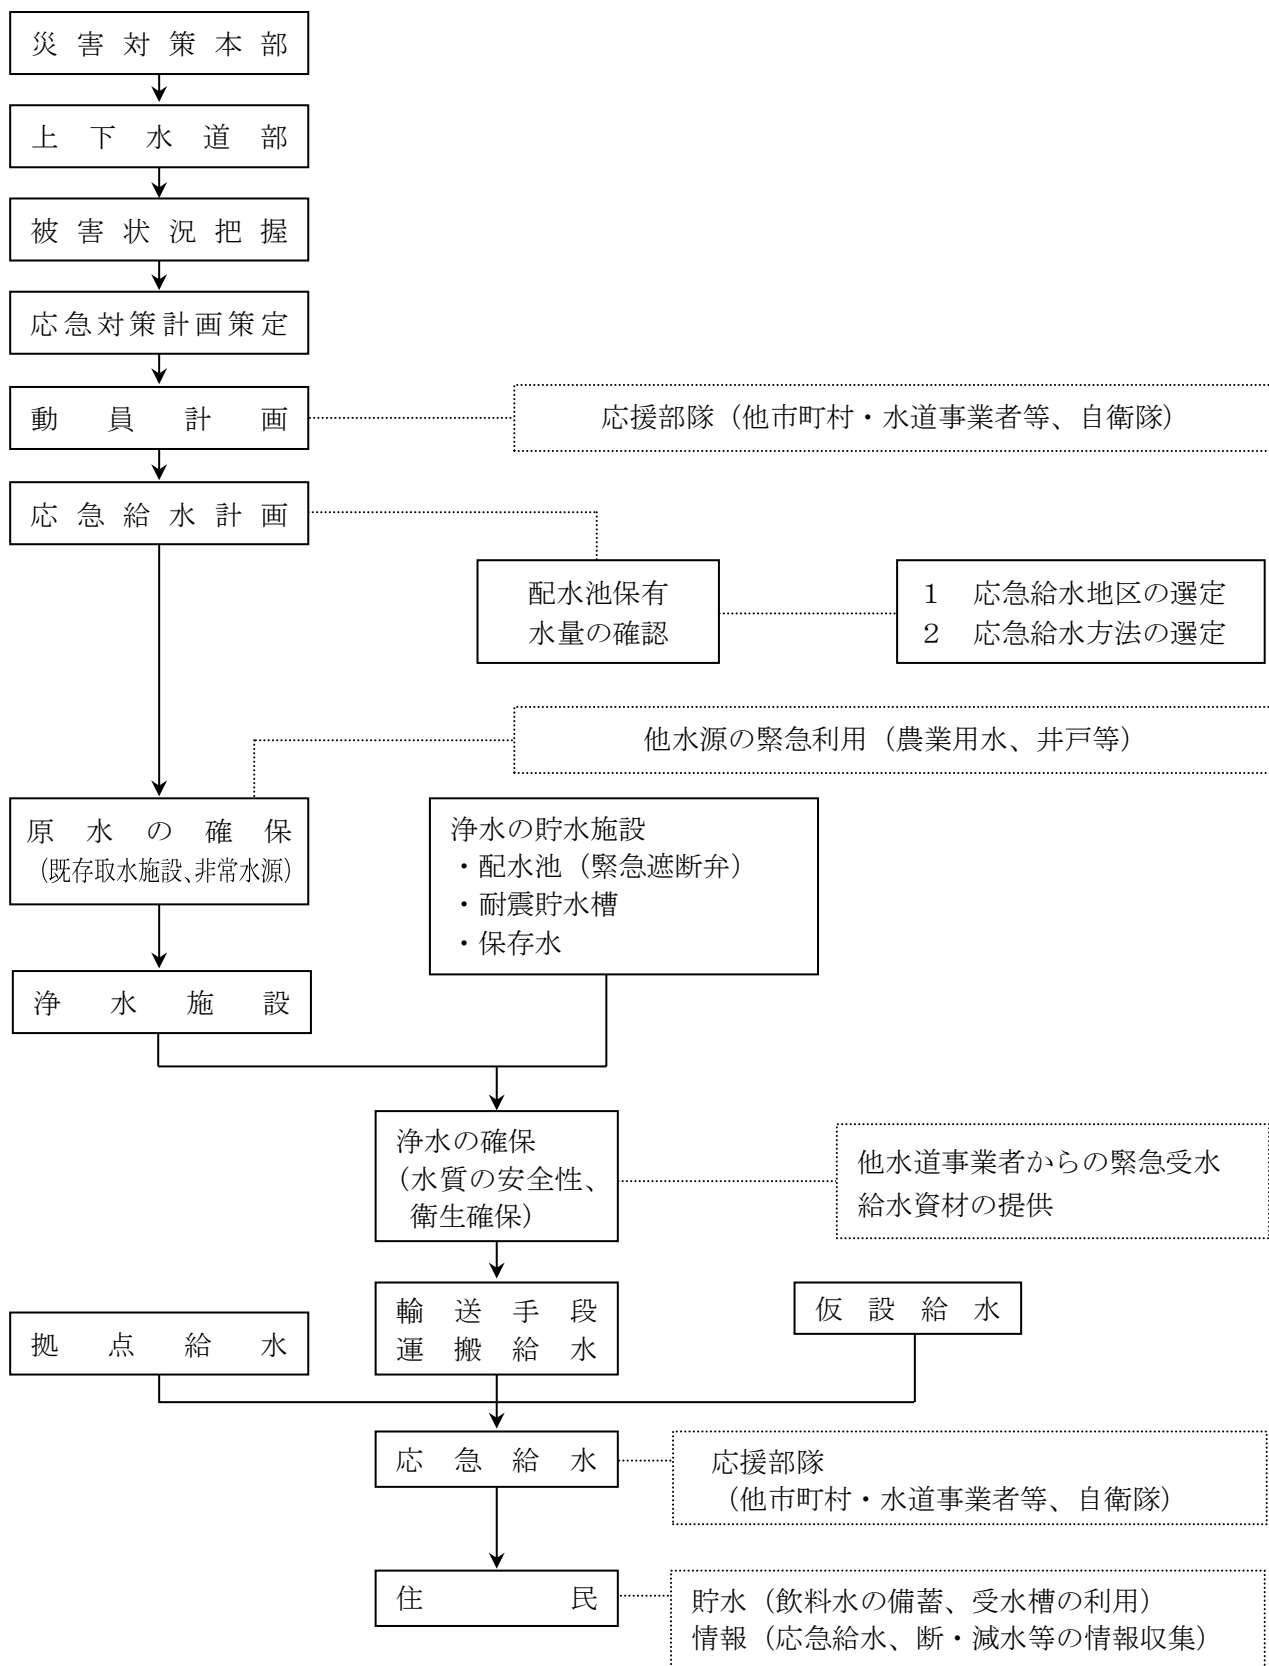 災害対策本部
上下水道部
被害状況把握
応急対策計画策定
動員計画
応援部隊（他市町村・水道事業者等、自衛隊）
応急給水計画
配水池保有
水量の確認
１　応急給水地区の選定
２　応急給水方法の選定
他水源の緊急利用（農業用水、井戸等）
原水の確保
（既存取水施設、非常水源）
浄水の貯水施設
・配水池（緊急遮断弁）
・耐震貯水槽
・保存水
浄水施設
浄水の確保
（水質の安全性、
衛生確保）
他水道事業者からの緊急受水
給水資材の提供
拠点給水
輸送手段
運搬給水
仮設給水
応急給水
応援部隊
（他市町村・水道事業者等、自衛隊）
住民
貯水（飲料水の備蓄、受水槽の利用）
情報（応急給水、断・減水等の情報収集）